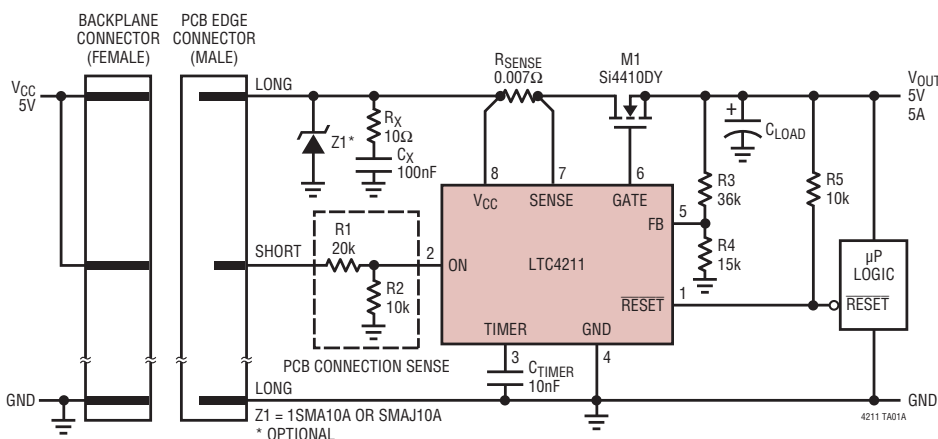 BACKPLANE
CONNECTOR
(FEMALE)
PCB EDGE
CONNECTOR
(MALE)
VCC
5V
LONG
Z1*
RX
10Ω
CX
100nF
RSENSE
0.007Ω
M1
Si4410DY
VOUT
5V
5A
+
CLOAD
8
7
6
VCC
SENSE
GATE
5
FB
R3
36k
R5
10k
SHORT
R1
20k
2
ON
LTC4211
R4
15k
µP
LOGIC
R2
10k
RESET
1
RESET
TIMER
GND
PCB CONNECTION SENSE
3
4
CTIMER
10nF
GND
LONG
GND
Z1 = 1SMA10A OR SMAJ10A
* OPTIONAL
4211 TA01A